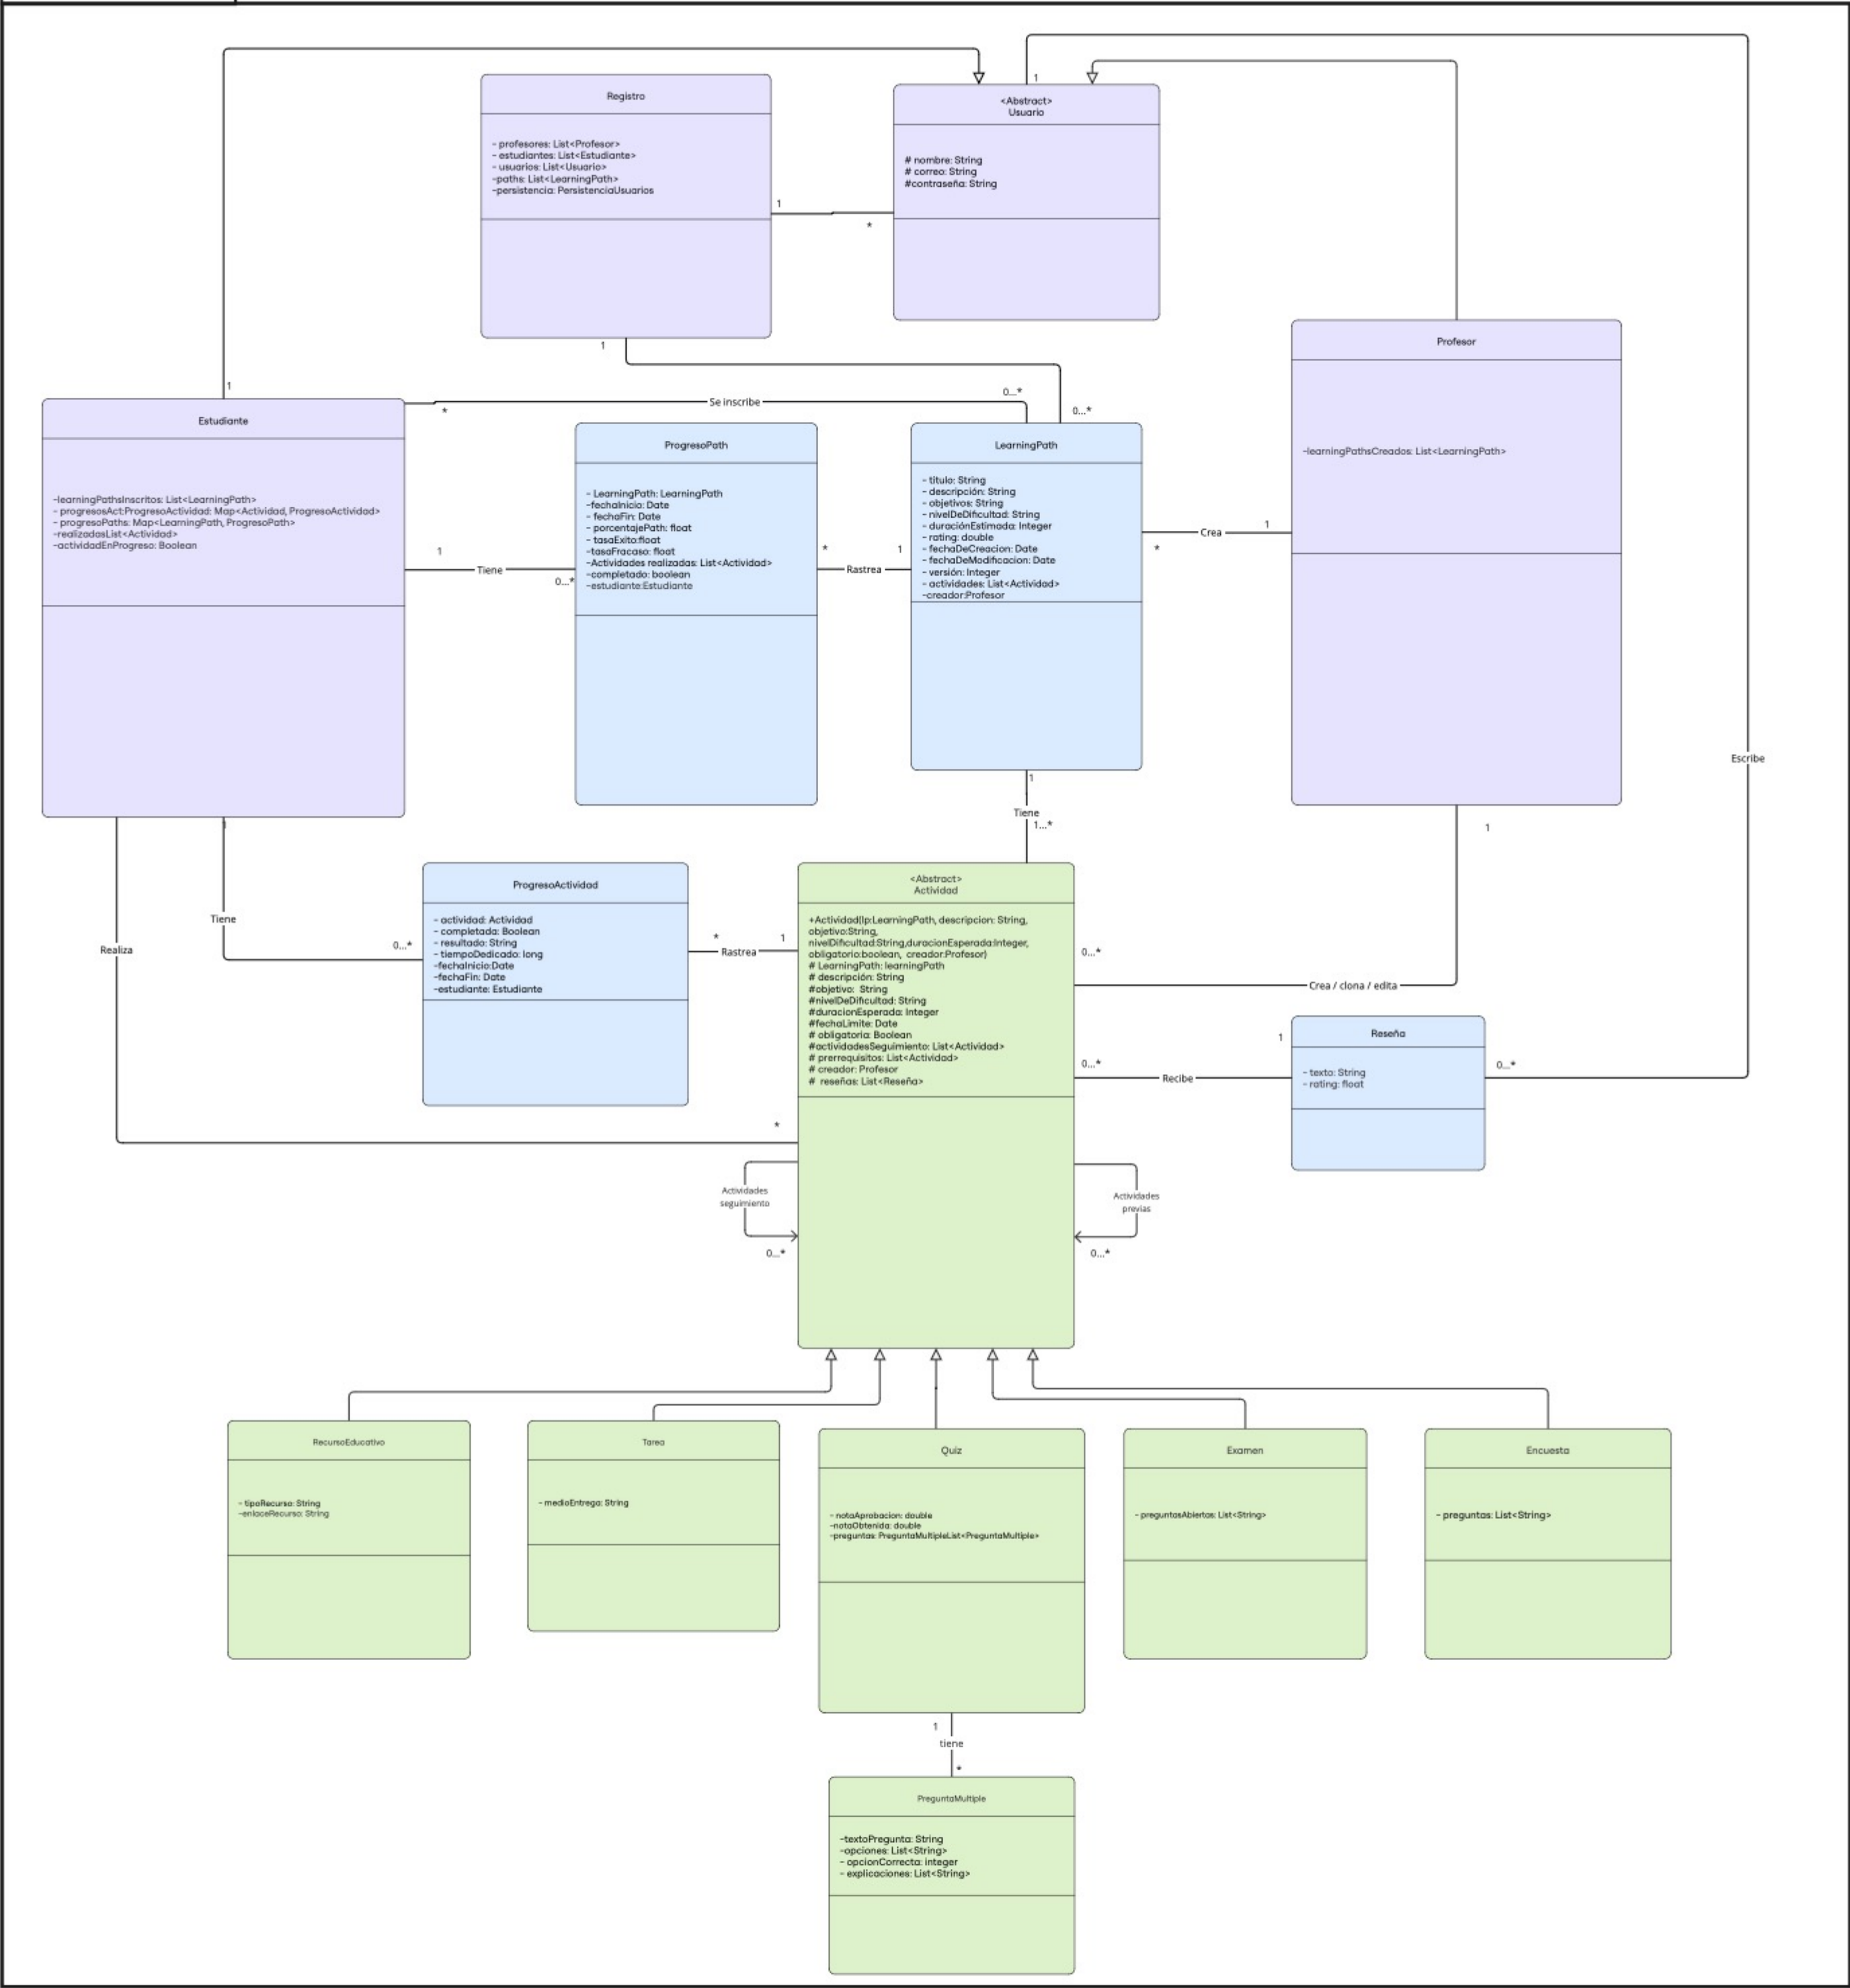 1
Registro
- profesores: List<Profesor>
- estudiantes: List<Estudiante>
- usuarios: List<Usuario>
-paths: List<LearningPath>
-persistencia: PersistenciaUsuarios
1
*
<Abstract>
Usuario
# nombre: String
# correo: String
#contraseña: String
1
0...*
Profesor
-learningPathsCreados: List<LearningPath>
1
*
Se inscribe
0...*
Estudiante
-learningPathsInscritos: List<LearningPath>
- progresosAct:ProgresoActividad: Map<Actividad, ProgresoActividad>
- progresoPaths: Map<LearningPath, ProgresoPath>
-realizadasList<Actividad>
-actividadEnProgreso: Boolean
1
Tiene
0...*
ProgresoPath
- LearningPath: LearningPath
-fechaInicio: Date
- fechaFin: Date
- porcentajePath: float
- tasaExito:float
-tasaFracaso: float
-Actividades realizadas: List<Actividad>
-completado: boolean
-estudiante:Estudiante
*
Rastrea
1
LearningPath
- titulo: String
- descripción: String
- objetivos: String
- nivelDeDificultad: String
- duraciónEstimada: Integer
- rating: double
- fechaDeCreacion: Date
- fechaDeModificacion: Date
- versión: Integer
- actividades: List<Actividad>
-creador:Profesor
*
Crea
1
Escribe
1
Tiene
1...*
1
1
Tiene
0...*
Realiza
ProgresoActividad
- actividad: Actividad
- completada: Boolean
- resultado: String
- tiempoDedicado: long
-fechaInicio:Date
-fechaFin: Date
-estudiante: Estudiante
*
Rastrea
1
<Abstract>
Actividad
+Actividad(lp:LearningPath, descripcion: String,
objetivo:String,
nivelDificultad:String,duracionEsperada:Integer,
obligatorio:boolean, creador:Profesor)
# LearningPath: learningPath
# descripción: String
#objetivo: String
#nivelDeDificultad: String
#duracionEsperada: Integer
#fechaLimite: Date
# obligatoria: Boolean
#actividadesSeguimiento: List<Actividad>
# prerrequisitos: List<Actividad>
# creador: Profesor
# reseñas: List<Reseña>
0...*
Crea / clona / edita
0...*
Recibe
1
Reseña
- texto: String
- rating: float
0...*
*
Actividades
seguimiento
0...*
Actividades
previas
0...*
RecursoEducativo
- tipoRecurso: String
-enlaceRecurso: String
Tarea
- medioEntrega: String
Quiz
- notaAprobacion: double
-notaObtenida: double
-preguntas: PreguntaMultipleList<PreguntaMultiple>
Examen
- preguntasAbiertas: List<String>
Encuesta
- preguntas: List<String>
1
tiene
*
PreguntaMultiple
-textoPregunta: String
-opciones: List<String>
- opcionCorrecta: integer
- explicaciones: List<String>